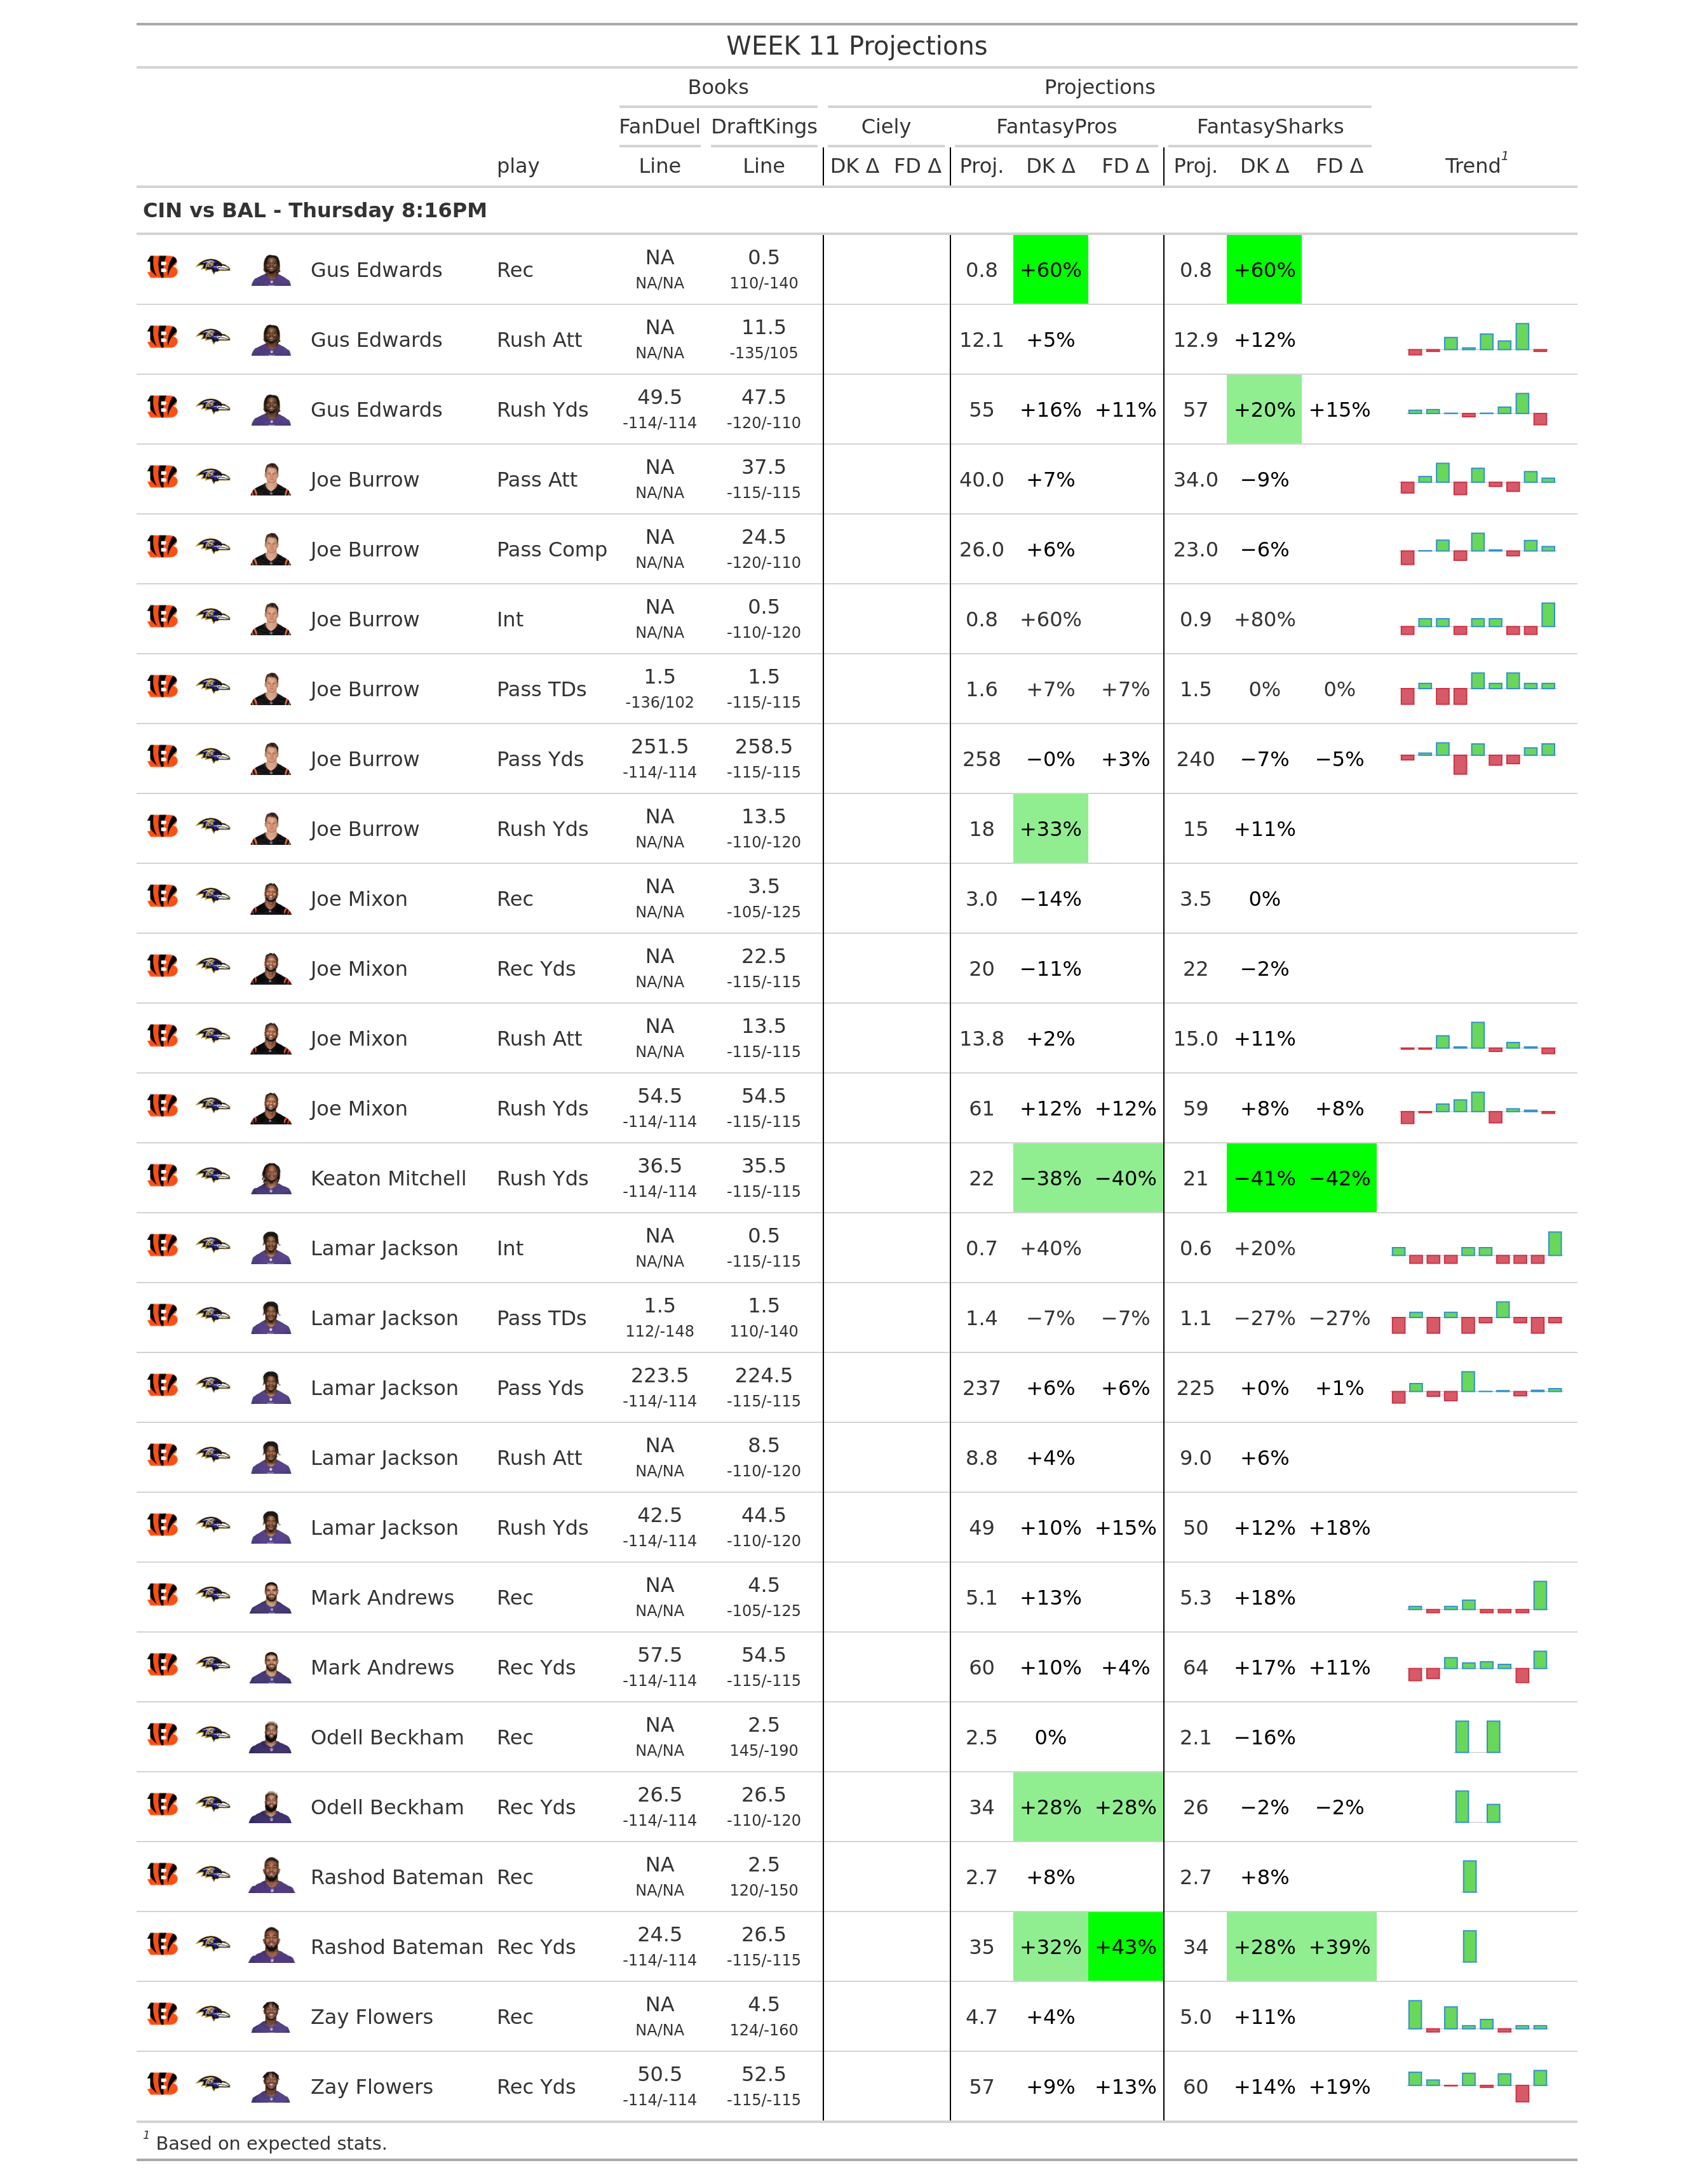 WEEK 11 Projections
Books Projections
FanDuel DraftKings Ciely FantasyPros FantasySharks
play Line Line DK Δ FD Δ Proj. DK Δ FD Δ Proj. DK Δ FD Δ Trend1
CIN vs BAL - Thursday 8:16PM
Gus Edwards Rec NA 0.5 0.8 +60% 0.8 +60%
NA/NA 110/-140
Gus Edwards Rush Att NA 11.5 12.1 +5% 12.9 +12%
NA/NA -135/105
Gus Edwards Rush Yds 49.5 47.5 55 +16% +11% 57 +20% +15%
-114/-114 -120/-110
Joe Burrow Pass Att NA 37.5 40.0 +7% 34.0 −9%
NA/NA -115/-115
Joe Burrow Pass Comp NA 24.5 26.0 +6% 23.0 −6%
NA/NA -120/-110
Joe Burrow Int NA 0.5 0.8 +60% 0.9 +80%
NA/NA -110/-120
Joe Burrow Pass TDs 1.5 1.5 1.6 +7% +7% 1.5 0% 0%
-136/102 -115/-115
Joe Burrow Pass Yds 251.5 258.5 258 −0% +3% 240 −7% −5%
-114/-114 -115/-115
Joe Burrow Rush Yds NA 13.5 18 +33% 15 +11%
NA/NA -110/-120
Joe Mixon Rec NA 3.5 3.0 −14% 3.5 0%
NA/NA -105/-125
Joe Mixon Rec Yds NA 22.5 20 −11% 22 −2%
NA/NA -115/-115
Joe Mixon Rush Att NA 13.5 13.8 +2% 15.0 +11%
NA/NA -115/-115
Joe Mixon Rush Yds 54.5 54.5 61 +12% +12% 59 +8% +8%
-114/-114 -115/-115
Keaton Mitchell Rush Yds 36.5 35.5 22 −38% −40% 21 −41% −42%
-114/-114 -115/-115
Lamar Jackson Int NA 0.5 0.7 +40% 0.6 +20%
NA/NA -115/-115
Lamar Jackson Pass TDs 1.5 1.5 1.4 −7% −7% 1.1 −27% −27%
112/-148 110/-140
Lamar Jackson Pass Yds 223.5 224.5 237 +6% +6% 225 +0% +1%
-114/-114 -115/-115
Lamar Jackson Rush Att NA 8.5 8.8 +4% 9.0 +6%
NA/NA -110/-120
Lamar Jackson Rush Yds 42.5 44.5 49 +10% +15% 50 +12% +18%
-114/-114 -110/-120
Mark Andrews Rec NA 4.5 5.1 +13% 5.3 +18%
NA/NA -105/-125
Mark Andrews Rec Yds 57.5 54.5 60 +10% +4% 64 +17% +11%
-114/-114 -115/-115
Odell Beckham Rec NA 2.5 2.5 0% 2.1 −16%
NA/NA 145/-190
Odell Beckham Rec Yds 26.5 26.5 34 +28% +28% 26 −2% −2%
-114/-114 -110/-120
Rashod Bateman Rec NA 2.5 2.7 +8% 2.7 +8%
NA/NA 120/-150
Rashod Bateman Rec Yds 24.5 26.5 35 +32% +43% 34 +28% +39%
-114/-114 -115/-115
Zay Flowers Rec NA 4.5 4.7 +4% 5.0 +11%
NA/NA 124/-160
Zay Flowers Rec Yds 50.5 52.5 57 +9% +13% 60 +14% +19%
-114/-114 -115/-115
1 Based on expected stats.